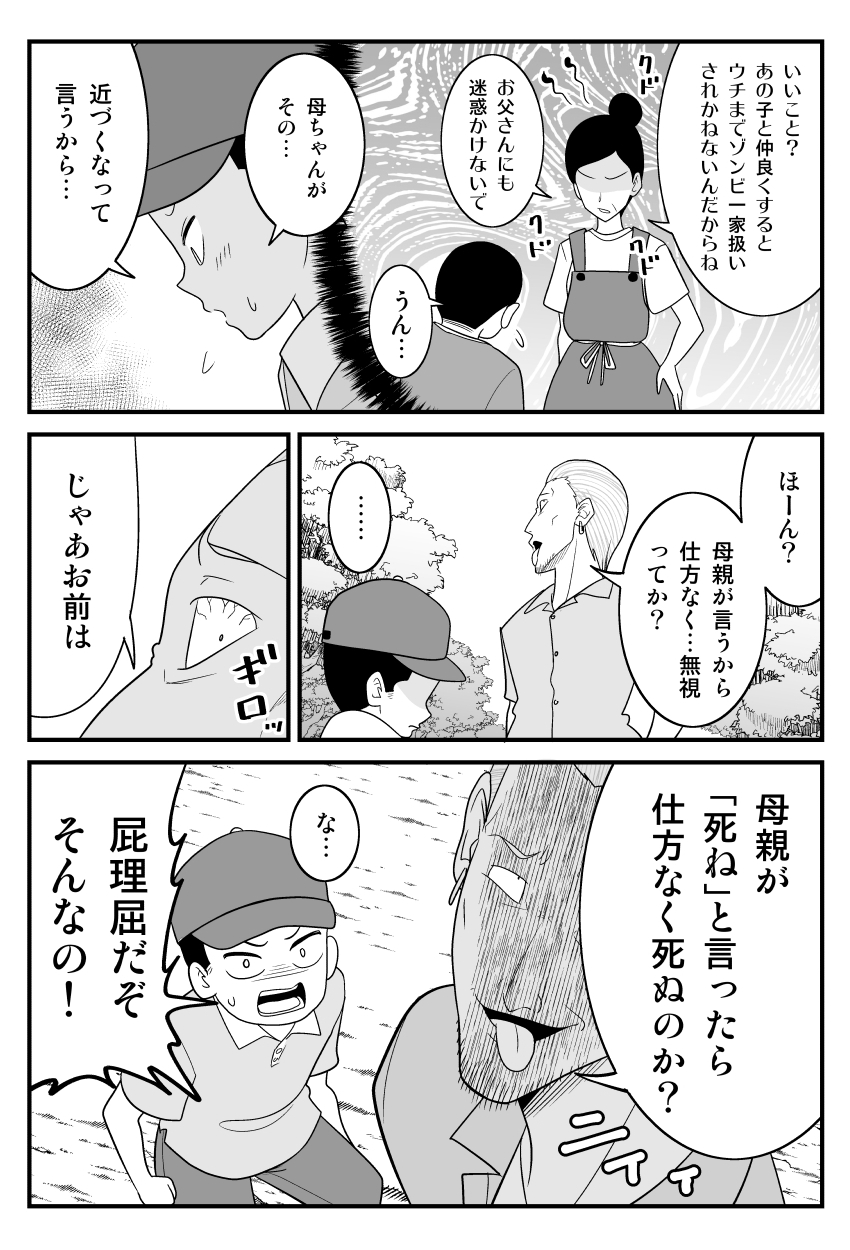 いいこと？
あの子と仲良くすると
ウチまでゾンビ一家扱い
されかねないんだからね
クド
お父さんにも
迷惑かけないで
クド
クド
うん…
母ちゃんが
その…
近づくなって
言うから…
ほーん？
母親が言うから
仕方なく…無視
ってか？
……
じゃあお前は
ギロッ
母親が
「死ね」と言ったら
仕方なく死ぬのか？
ニィィ
な…
屁理屈だぞ
そんなの！